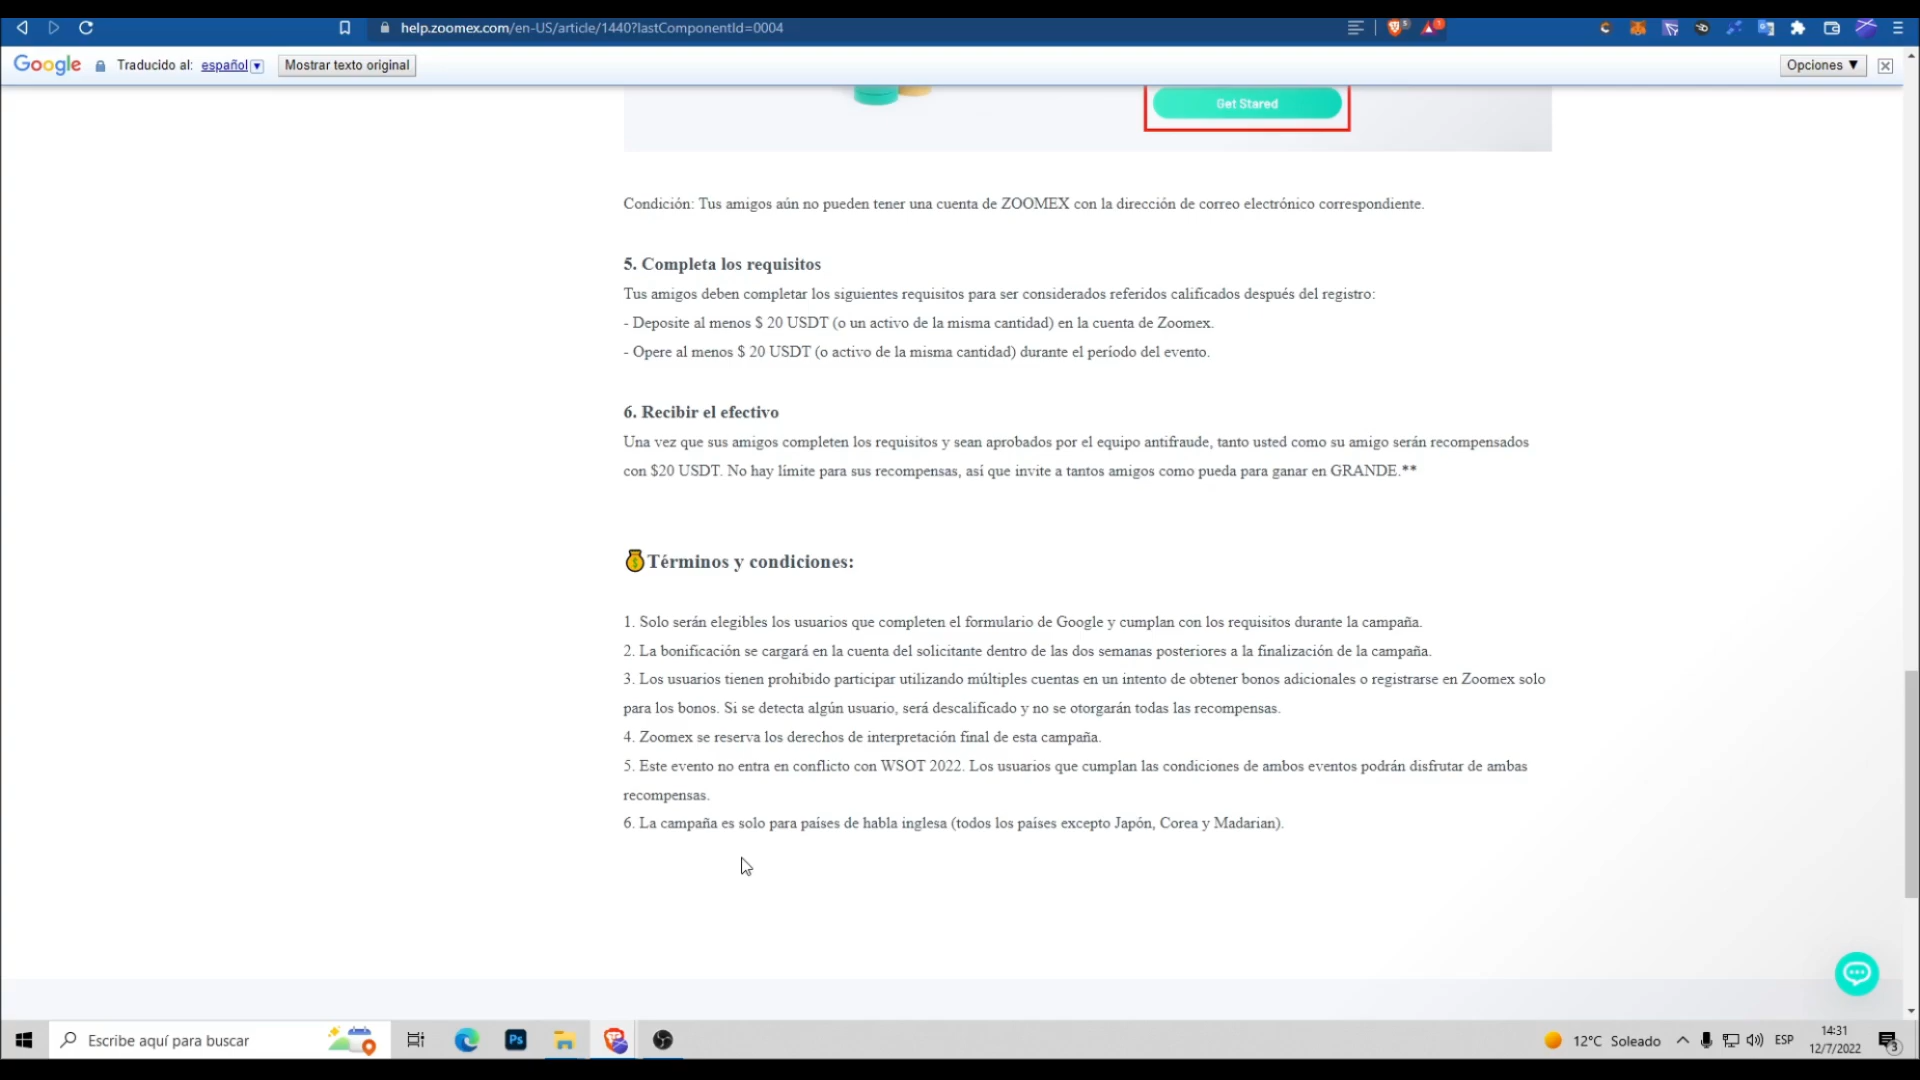 help.zoomex.com/en-US/article/1440?lastComponentId=0004
Google Traducido al: español Mostrar texto original Opciones ▼
Get Stared
Condición: Tus amigos aún no pueden tener una cuenta de ZOOMEX con la dirección de correo electrónico correspondiente.
5. Completa los requisitos
Tus amigos deben completar los siguientes requisitos para ser considerados referidos calificados después del registro:
- Deposite al menos $ 20 USDT (o un activo de la misma cantidad) en la cuenta de Zoomex.
- Opere al menos $ 20 USDT (o activo de la misma cantidad) durante el período del evento.
6. Recibir el efectivo
Una vez que sus amigos completen los requisitos y sean aprobados por el equipo antifraude, tanto usted como su amigo serán recompensados
con $20 USDT. No hay límite para sus recompensas, así que invite a tantos amigos como pueda para ganar en GRANDE.**
Términos y condiciones:
1. Solo serán elegibles los usuarios que completen el formulario de Google y cumplan con los requisitos durante la campaña.
2. La bonificación se cargará en la cuenta del solicitante dentro de las dos semanas posteriores a la finalización de la campaña.
3. Los usuarios tienen prohibido participar utilizando múltiples cuentas en un intento de obtener bonos adicionales o registrarse en Zoomex solo
para los bonos. Si se detecta algún usuario, será descalificado y no se otorgarán todas las recompensas.
4. Zoomex se reserva los derechos de interpretación final de esta campaña.
5. Este evento no entra en conflicto con WSOT 2022. Los usuarios que cumplan las condiciones de ambos eventos podrán disfrutar de ambas
recompensas.
6. La campaña es solo para países de habla inglesa (todos los países excepto Japón, Corea y Madarian).
Escribe aquí para buscar
Ps
12°C Soleado
ESP
14:31
12/7/2022
3